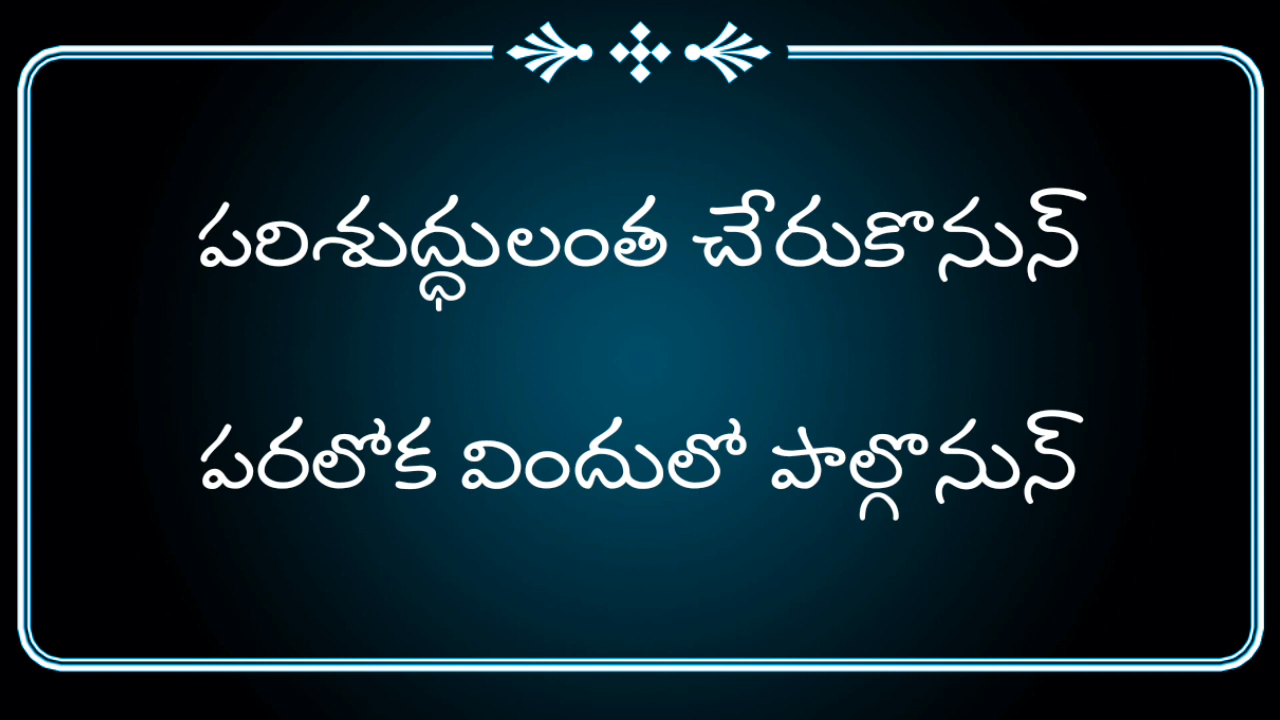 పరిశుద్ధులంత చేరుకొనున్
పరలోక విందులో పాల్గొనున్